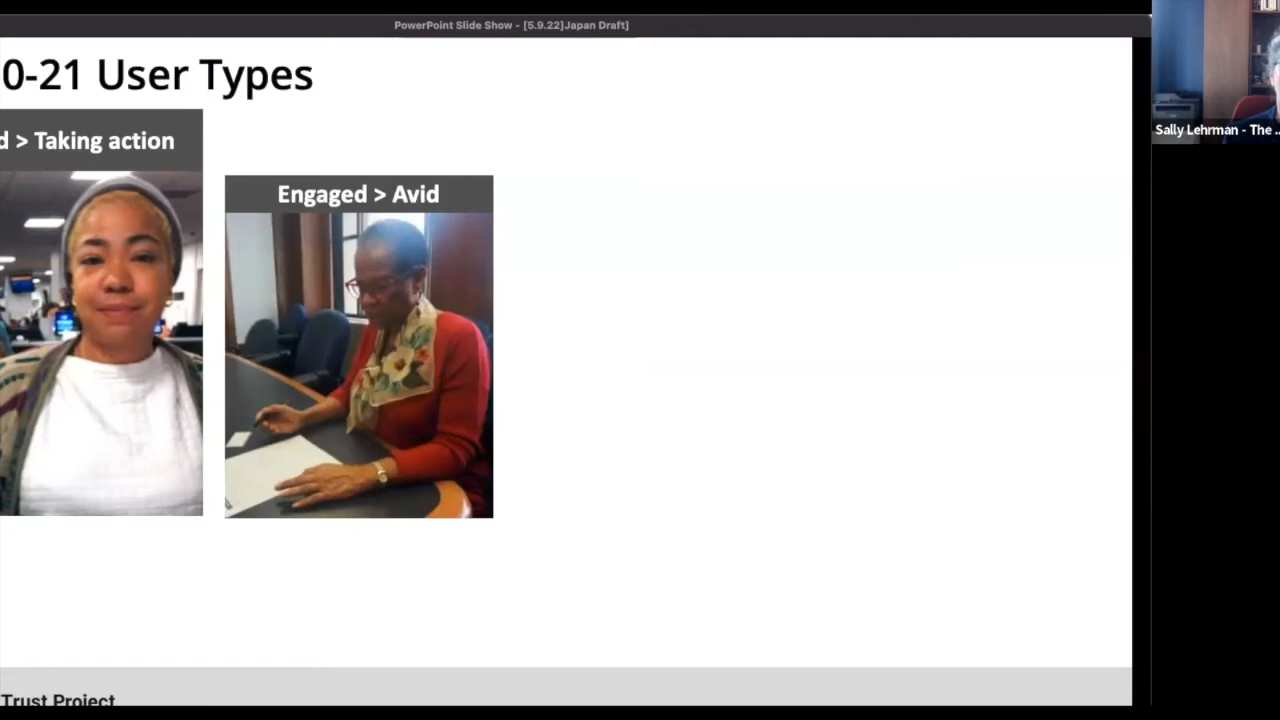 PowerPoint Slide Show - [5.9.22]Japan Draft]
0-21 User Types
d > Taking action
Engaged > Avid
Sally Lehrman - The ...
Trust Project